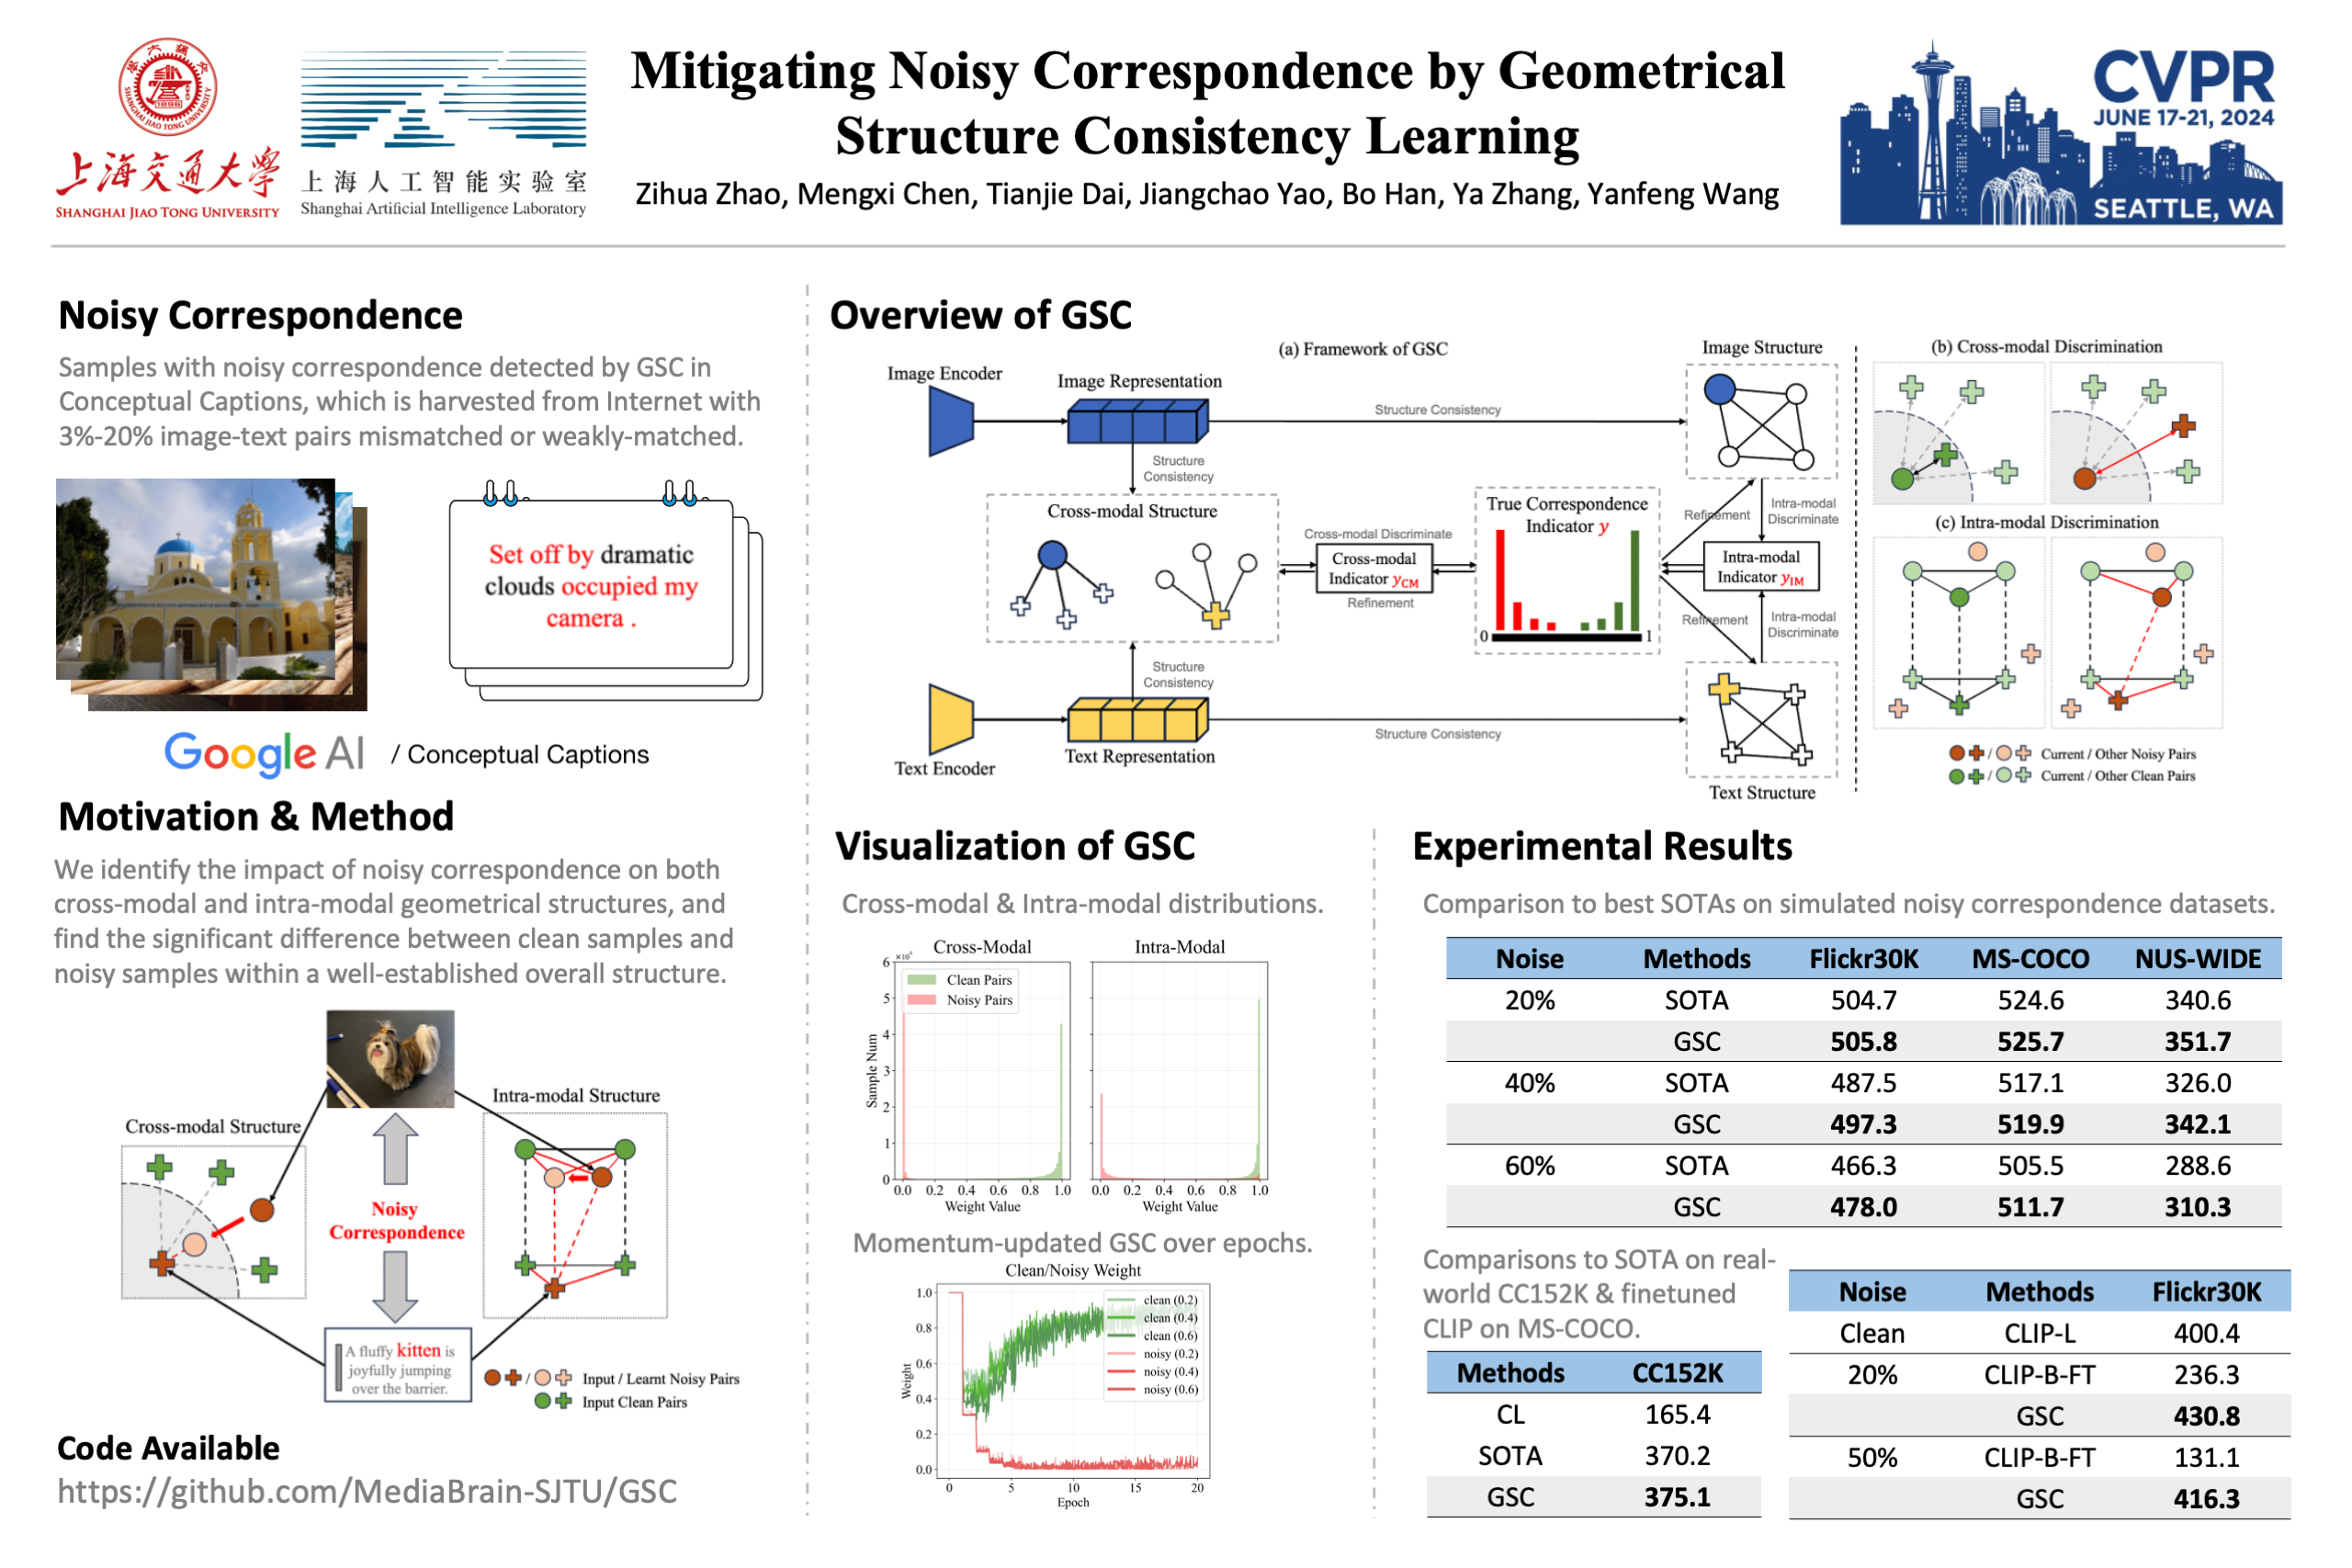 上海交通大学
SHANGHAI JIAO TONG UNIVERSITY
1896
上海人工智能实验室
Shanghai Artificial Intelligence Laboratory
Mitigating Noisy Correspondence by Geometrical
Structure Consistency Learning
Zihua Zhao, Mengxi Chen, Tianjie Dai, Jiangchao Yao, Bo Han, Ya Zhang, Yanfeng Wang
CVPR
JUNE 17-21, 2024
SEATTLE, WA
Noisy Correspondence
Samples with noisy correspondence detected by GSC in
Conceptual Captions, which is harvested from Internet with
3%-20% image-text pairs mismatched or weakly-matched.
Set off by dramatic
clouds occupied my
camera .
Google AI / Conceptual Captions
Motivation & Method
We identify the impact of noisy correspondence on both
cross-modal and intra-modal geometrical structures, and
find the significant difference between clean samples and
noisy samples within a well-established overall structure.
Cross-modal Structure
Intra-modal Structure
Noisy
Correspondence
A fluffy kitten is
joyfully jumping
over the barrier.
/ Input / Learnt Noisy Pairs
Input Clean Pairs
Code Available
https://github.com/MediaBrain-SJTU/GSC
Overview of GSC
(a) Framework of GSC
Image Encoder
Image Representation
Structure Consistency
Image Structure
Structure
Consistency
Cross-modal Structure
Cross-modal Discriminate
Cross-modal
Indicator yCM
Refinement
True Correspondence
Indicator y
0 1
Refinement
Intra-modal
Discriminate
Intra-modal
Indicator yIM
Refinement
Intra-modal
Discriminate
Structure
Consistency
Text Encoder
Text Representation
Structure Consistency
Text Structure
(b) Cross-modal Discrimination
(c) Intra-modal Discrimination
/ Current / Other Noisy Pairs
/ Current / Other Clean Pairs
Visualization of GSC
Cross-modal & Intra-modal distributions.
Cross-Modal
×10⁴
Clean Pairs
Noisy Pairs
Sample Num
6
5
4
3
2
1
0
0.0 0.2 0.4 0.6 0.8 1.0
Weight Value
Intra-Modal
0.0 0.2 0.4 0.6 0.8 1.0
Weight Value
Momentum-updated GSC over epochs.
Clean/Noisy Weight
clean (0.2)
clean (0.4)
clean (0.6)
noisy (0.2)
noisy (0.4)
noisy (0.6)
Weight
1.0
0.8
0.6
0.4
0.2
0.0
0 5 10 15 20
Epoch
Experimental Results
Comparison to best SOTAs on simulated noisy correspondence datasets.
Noise Methods Flickr30K MS-COCO NUS-WIDE
20% SOTA 504.7 524.6 340.6
GSC 505.8 525.7 351.7
40% SOTA 487.5 517.1 326.0
GSC 497.3 519.9 342.1
60% SOTA 466.3 505.5 288.6
GSC 478.0 511.7 310.3
Comparisons to SOTA on real-
world CC152K & finetuned
CLIP on MS-COCO.
Methods CC152K
CL 165.4
SOTA 370.2
GSC 375.1
Noise Methods Flickr30K
Clean CLIP-L 400.4
20% CLIP-B-FT 236.3
GSC 430.8
50% CLIP-B-FT 131.1
GSC 416.3